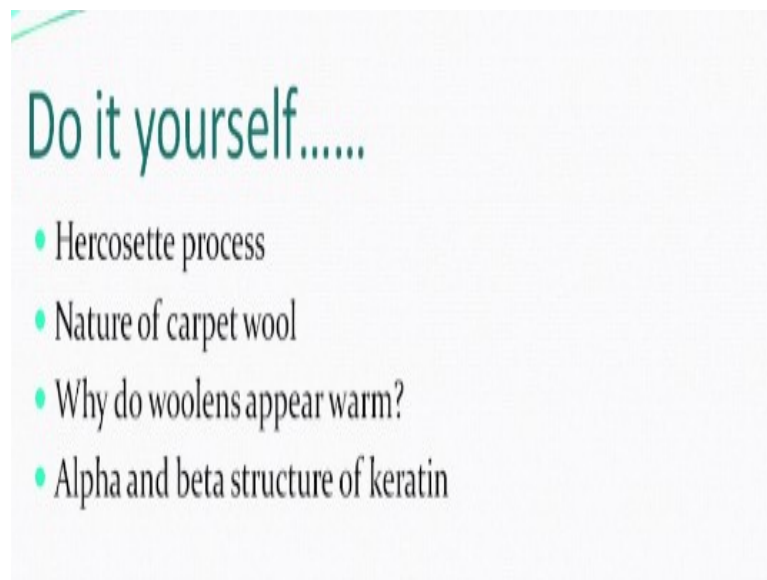 Do it yourself......
• Hercosette process
• Nature of carpet wool
• Why do woolens appear warm?
• Alpha and beta structure of keratin